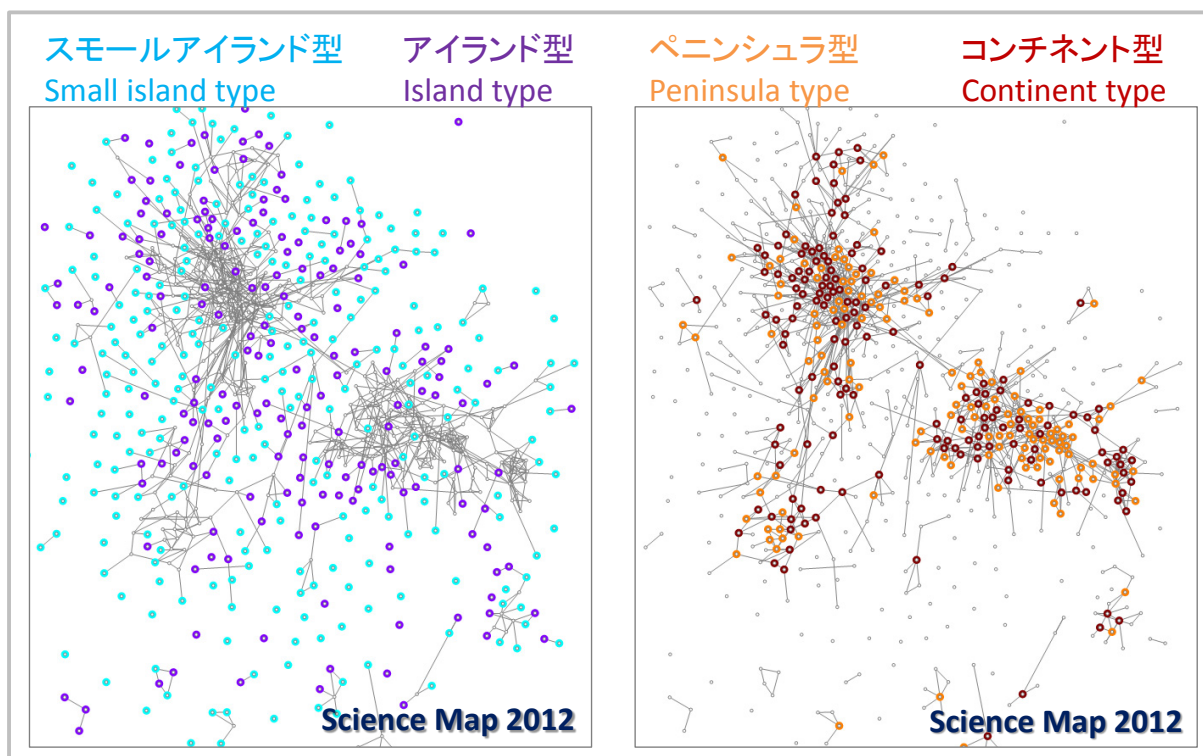 スモールアイランド型
Small island type
アイランド型
Island type
ペニンシュラ型
Peninsula type
コンチネント型
Continent type
Science Map 2012
Science Map 2012